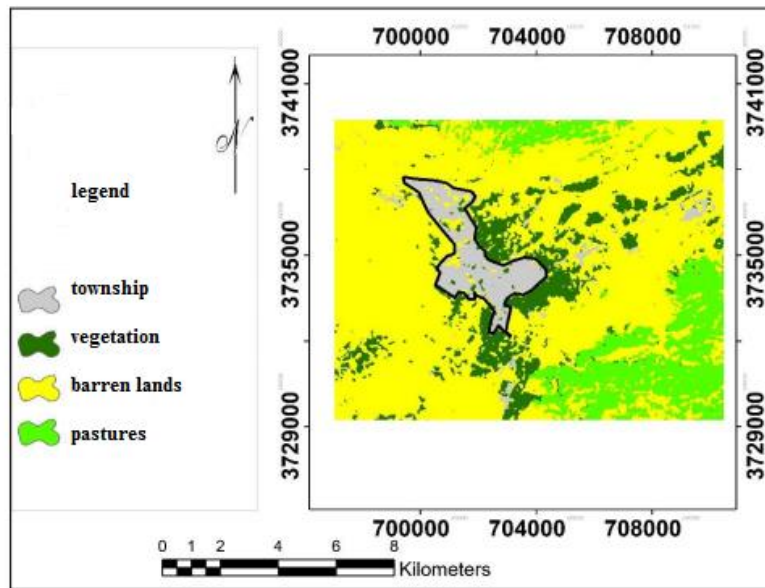 700000 704000 708000
3741000
3735000
3729000
N
legend
township
vegetation
barren lands
pastures
3741000
3735000
3729000
700000 704000 708000
0 1 2 4 6 8
Kilometers